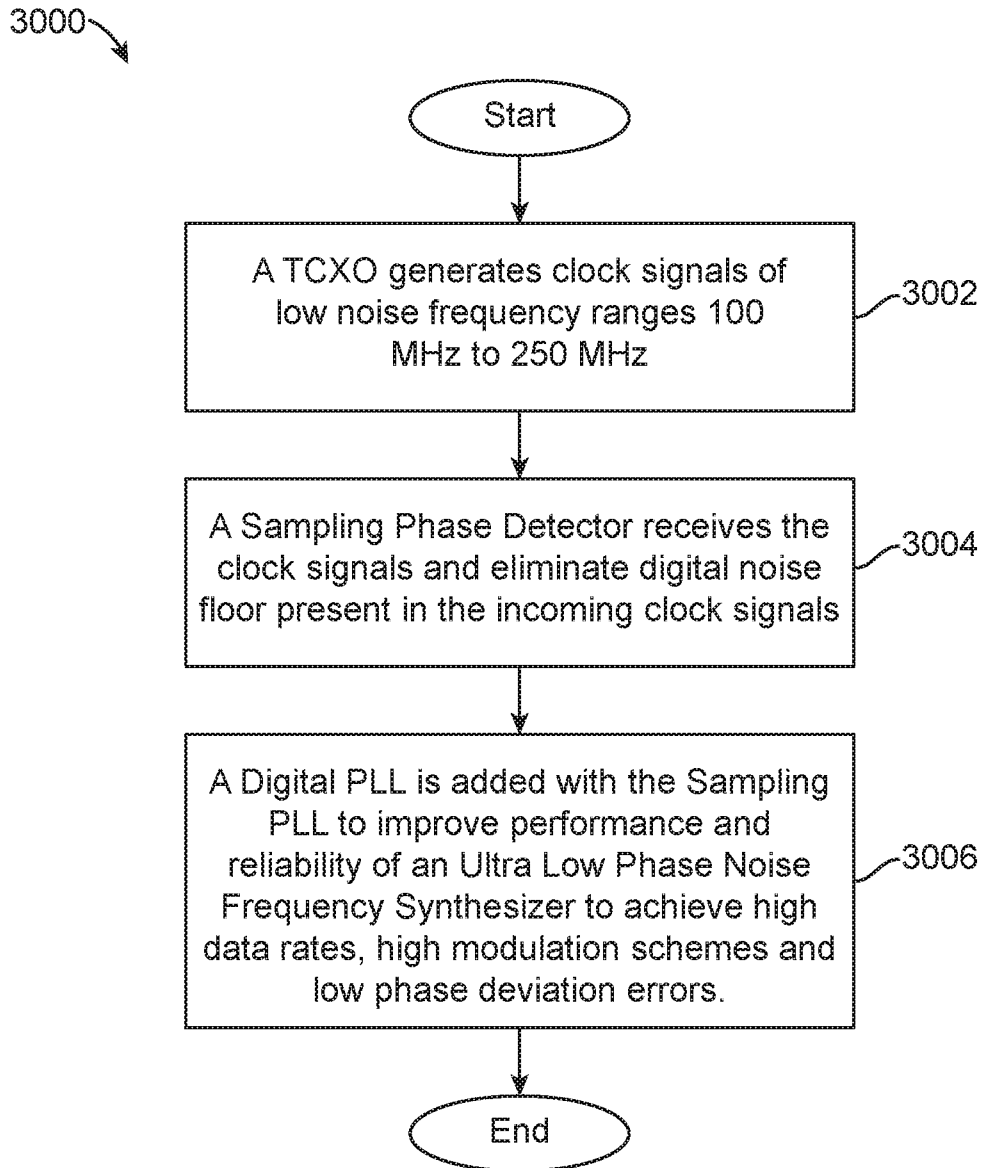 3000
Start
A TCXO generates clock signals of
low noise frequency ranges 100
MHz to 250 MHz
3002
A Sampling Phase Detector receives the
clock signals and eliminate digital noise
floor present in the incoming clock signals
3004
A Digital PLL is added with the Sampling
PLL to improve performance and
reliability of an Ultra Low Phase Noise
Frequency Synthesizer to achieve high
data rates, high modulation schemes and
low phase deviation errors.
3006
End